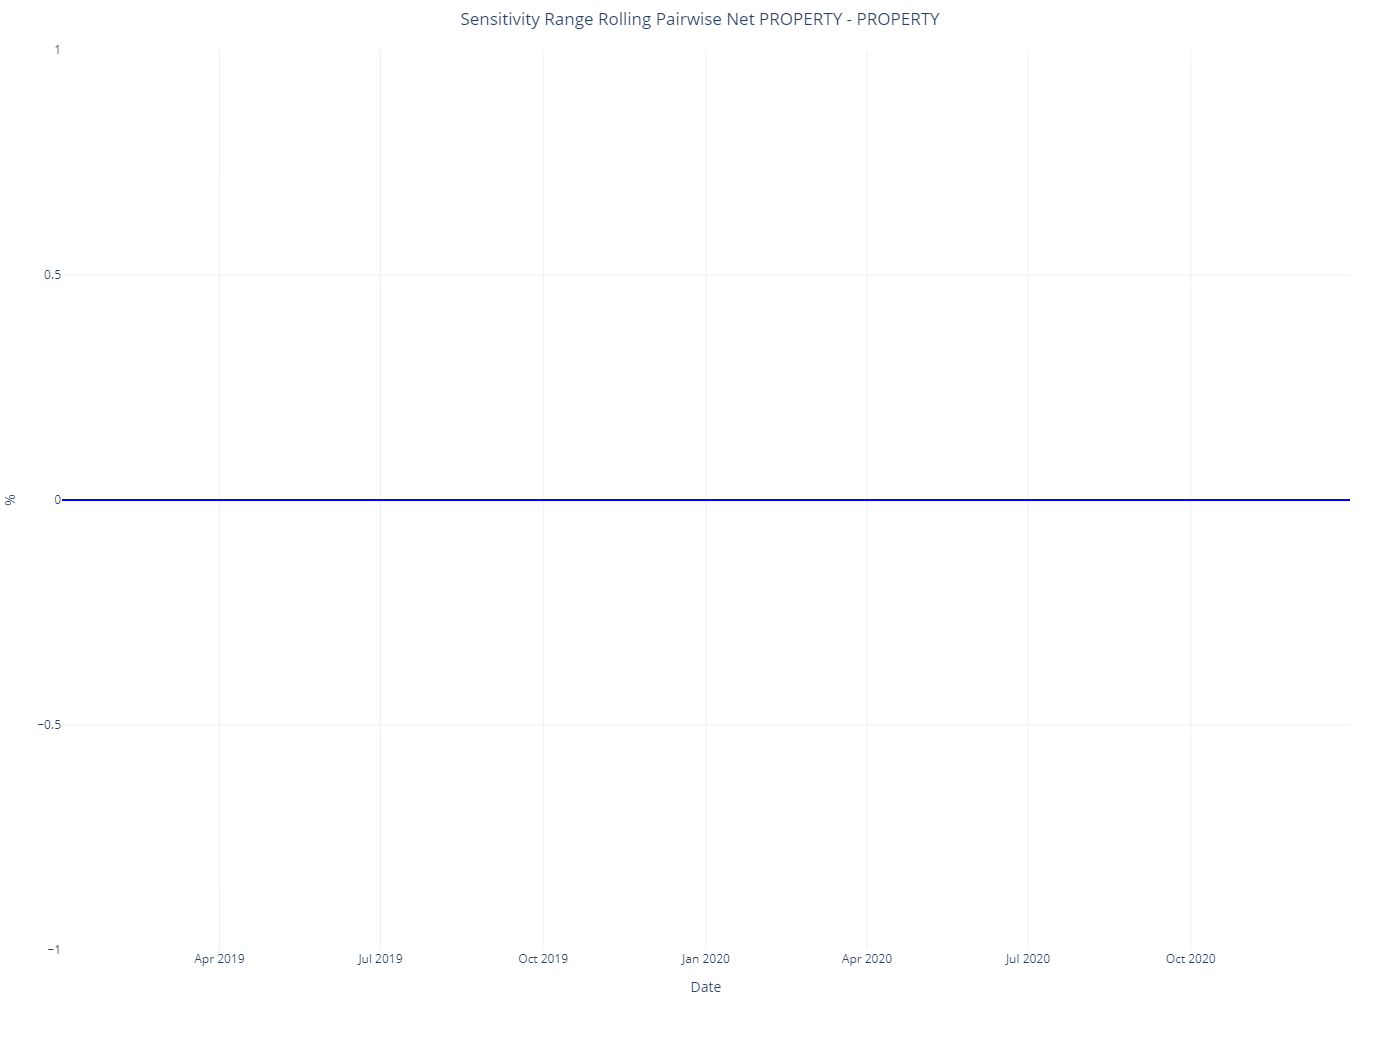 Sensitivity Range Rolling Pairwise Net PROPERTY - PROPERTY
1
0.5
0
−0.5
−1
%
Apr 2019
Jul 2019
Oct 2019
Jan 2020
Apr 2020
Jul 2020
Oct 2020
Date